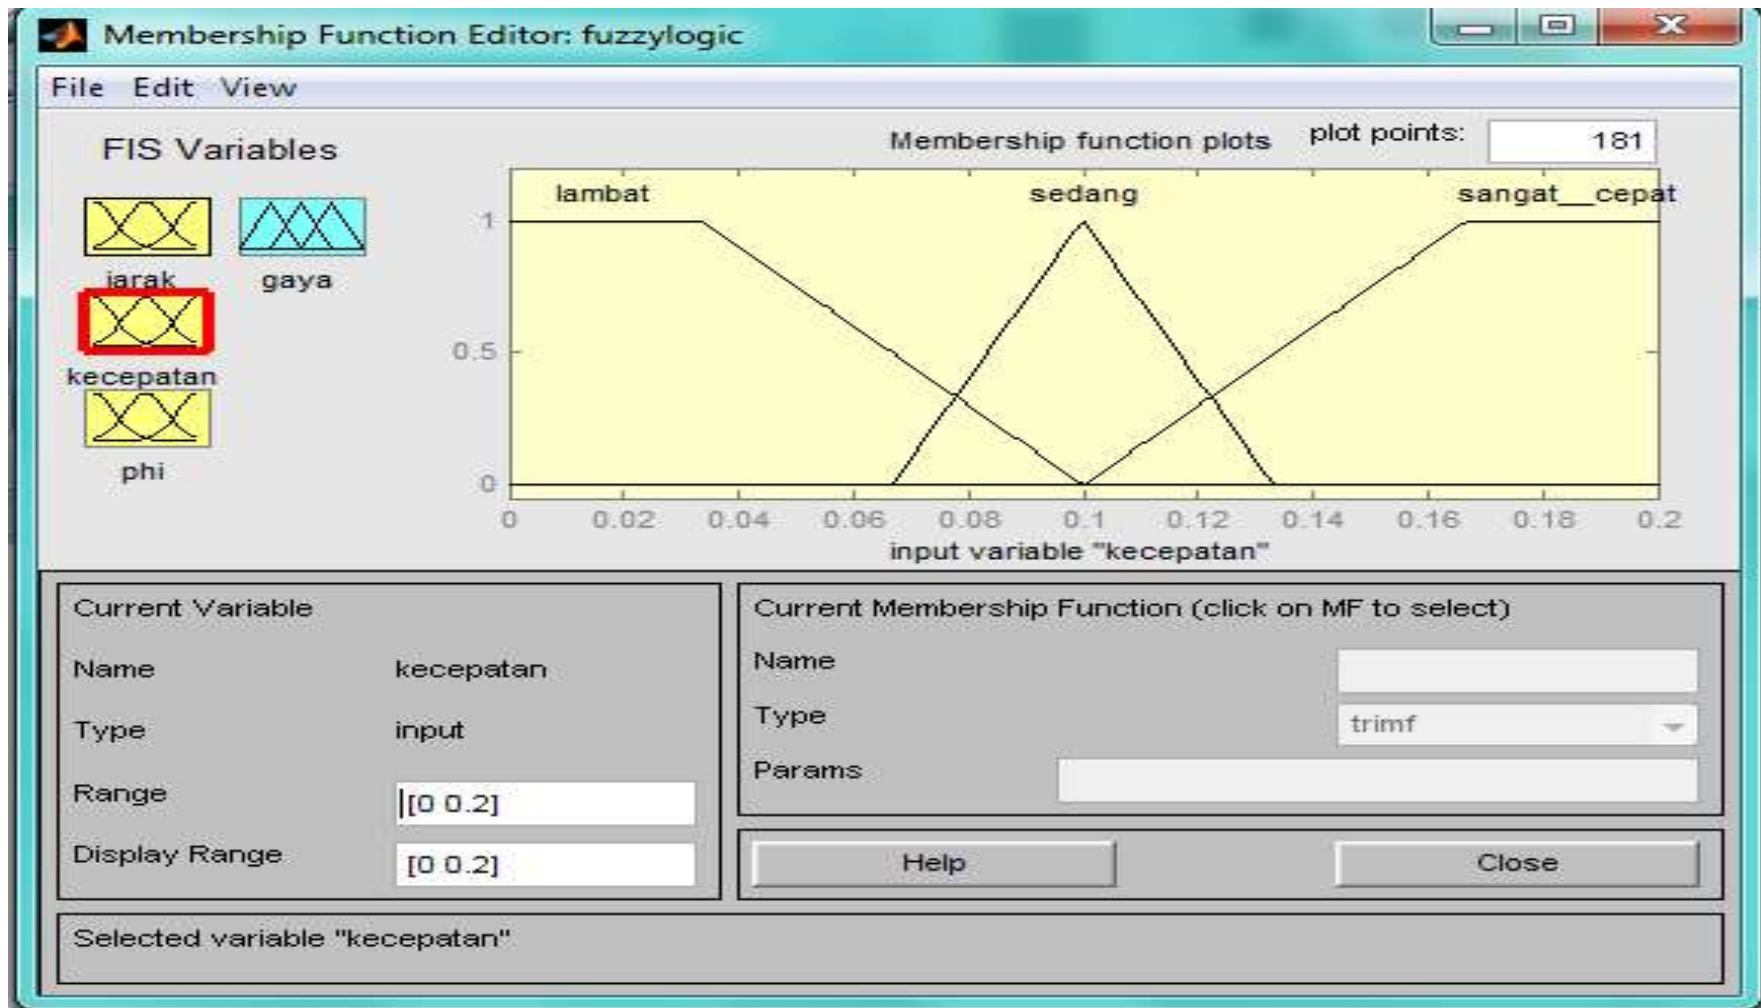 Membership Function Editor: fuzzylogic
File Edit View
FIS Variables
Membership function plots
plot points:
181
jarak
gaya
kecepatan
phi
lambat
sedang
sangat__cepat
1
0.5
0
0 0.02 0.04 0.06 0.08 0.1 0.12 0.14 0.16 0.18 0.2
input variable "kecepatan"
Current Variable
Name kecepatan
Type input
Range [0 0.2]
Display Range [0 0.2]
Current Membership Function (click on MF to select)
Name
Type trimf
Params
Help
Close
Selected variable "kecepatan"